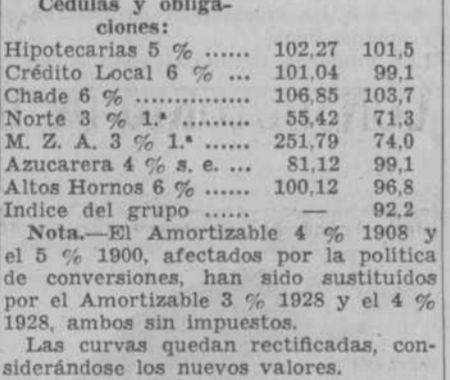 Cédulas y obliga-
ciones:
Hipotecarias 5 % ...... 102,27 101,5
Crédito Local 6 % ... 101,04 99,1
Chade 6 % ............... 106,85 103,7
Norte 3 % 1.ª ......... 55,42 71,3
M. Z. A. 3 % 1.ª ...... 251,79 74,0
Azucarera 4 % s. e. ... 81,12 99,1
Altos Hornos 6 % ...... 100,12 96,8
Indice del grupo ...... — 92,2
Nota.—El Amortizable 4 % 1908 y
el 5 % 1900, afectados por la política
de conversiones, han sido sustituídos
por el Amortizable 3 % 1928 y el 4 %
1928, ambos sin impuestos.
Las curvas quedan rectificadas, con-
siderándose los nuevos valores.